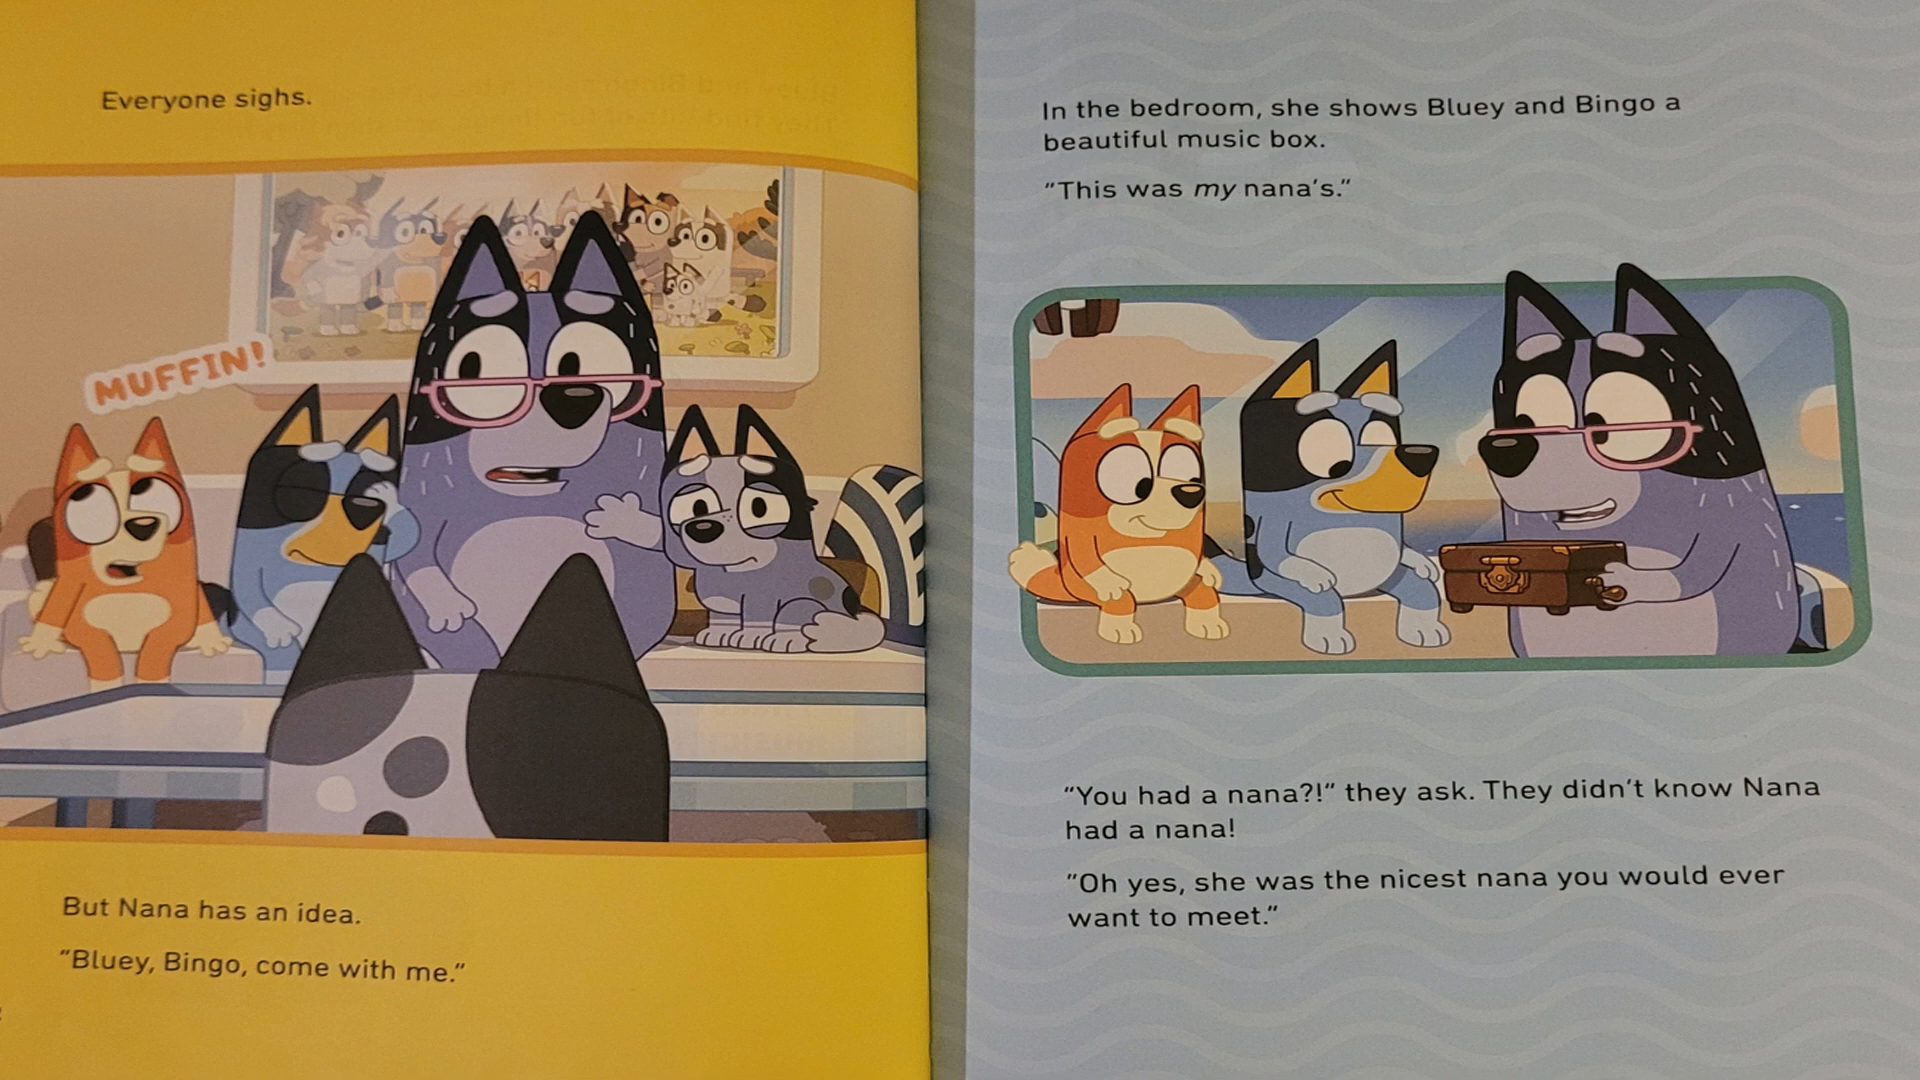 Everyone sighs.
MUFFIN!
But Nana has an idea.
“Bluey, Bingo, come with me.”
In the bedroom, she shows Bluey and Bingo a
beautiful music box.
“This was my nana’s.”
“You had a nana?!” they ask. They didn’t know Nana
had a nana!
“Oh yes, she was the nicest nana you would ever
want to meet.”